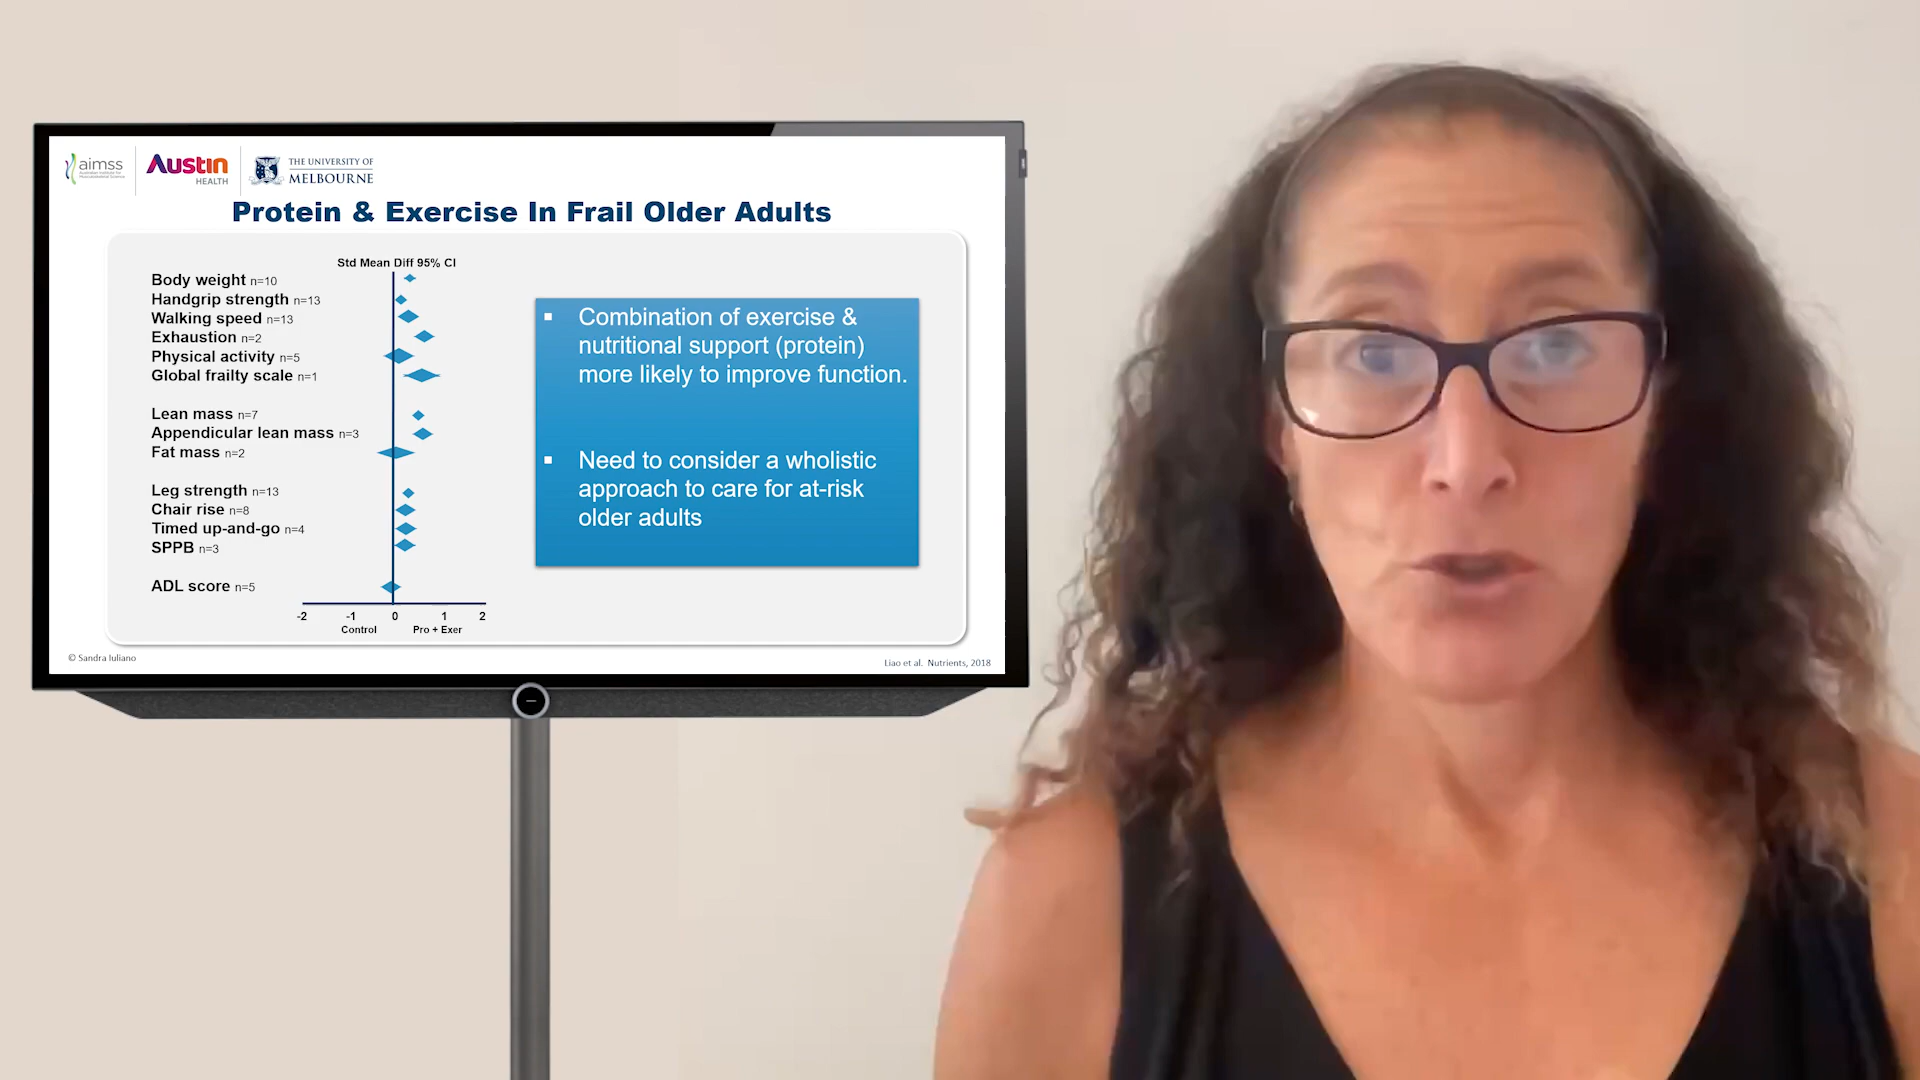 aimss
Australian Institute for
Musculoskeletal Science
Austin
HEALTH
THE UNIVERSITY OF
MELBOURNE
Protein & Exercise In Frail Older Adults
Std Mean Diff 95% CI
Body weight n=10
Handgrip strength n=13
Walking speed n=13
Exhaustion n=2
Physical activity n=5
Global frailty scale n=1
Lean mass n=7
Appendicular lean mass n=3
Fat mass n=2
Leg strength n=13
Chair rise n=8
Timed up-and-go n=4
SPPB n=3
ADL score n=5
-2 -1 0 1 2
Control Pro + Exer
▪ Combination of exercise &
nutritional support (protein)
more likely to improve function.
▪ Need to consider a wholistic
approach to care for at-risk
older adults
© Sandra Iuliano
Liao et al. Nutrients, 2018